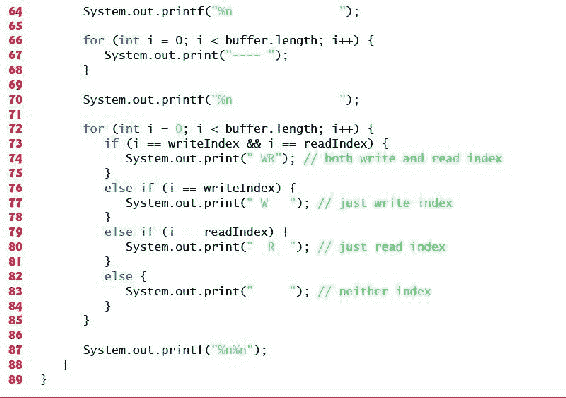 64 System.out.printf("%n               ");
65
66 for (int i = 0; i < buffer.length; i++) {
67    System.out.print("---- ");
68 }
69
70 System.out.printf("%n               ");
71
72 for (int i = 0; i < buffer.length; i++) {
73    if (i == writeIndex && i == readIndex) {
74       System.out.print(" WR"); // both write and read index
75    }
76    else if (i == writeIndex) {
77       System.out.print(" W   "); // just write index
78    }
79    else if (i == readIndex) {
80       System.out.print("  R  "); // just read index
81    }
82    else {
83       System.out.print("     "); // neither index
84    }
85 }
86
87 System.out.printf("%n%n");
88 }
89 }